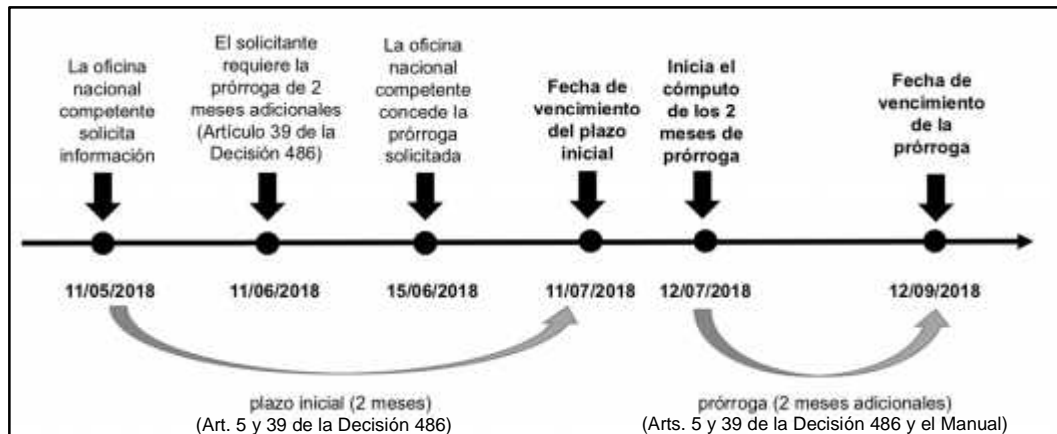 La oficina
nacional
competente
solicita
información
El solicitante
requiere la
prórroga de 2
meses adicionales
(Artículo 39 de la
Decisión 486)
La oficina
nacional
competente
concede la
prórroga
solicitada
Fecha de
vencimiento
del plazo
inicial
Inicia el
cómputo
de los 2
meses de
prórroga
Fecha de
vencimiento
de la
prórroga
11/05/2018
11/06/2018
15/06/2018
11/07/2018
12/07/2018
12/09/2018
plazo inicial (2 meses)
(Art. 5 y 39 de la Decisión 486)
prórroga (2 meses adicionales)
(Arts. 5 y 39 de la Decisión 486 y el Manual)